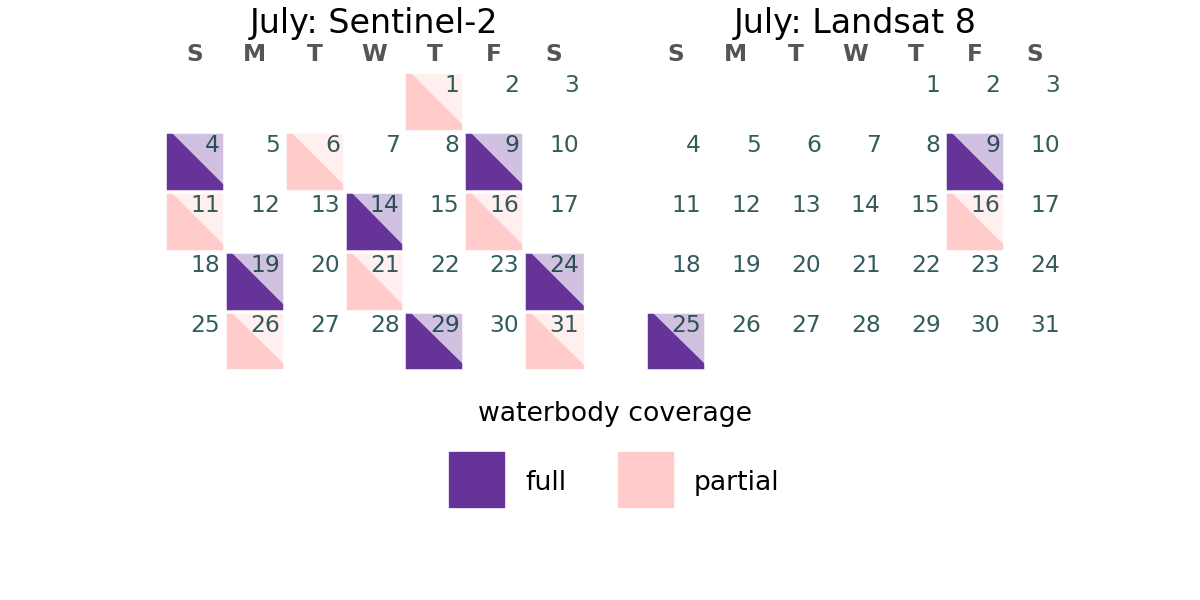 July: Sentinel-2
S M T W T F S
1 2 3
4 5 6 7 8 9 10
11 12 13 14 15 16 17
18 19 20 21 22 23 24
25 26 27 28 29 30 31
July: Landsat 8
S M T W T F S
1 2 3
4 5 6 7 8 9 10
11 12 13 14 15 16 17
18 19 20 21 22 23 24
25 26 27 28 29 30 31
waterbody coverage
full partial